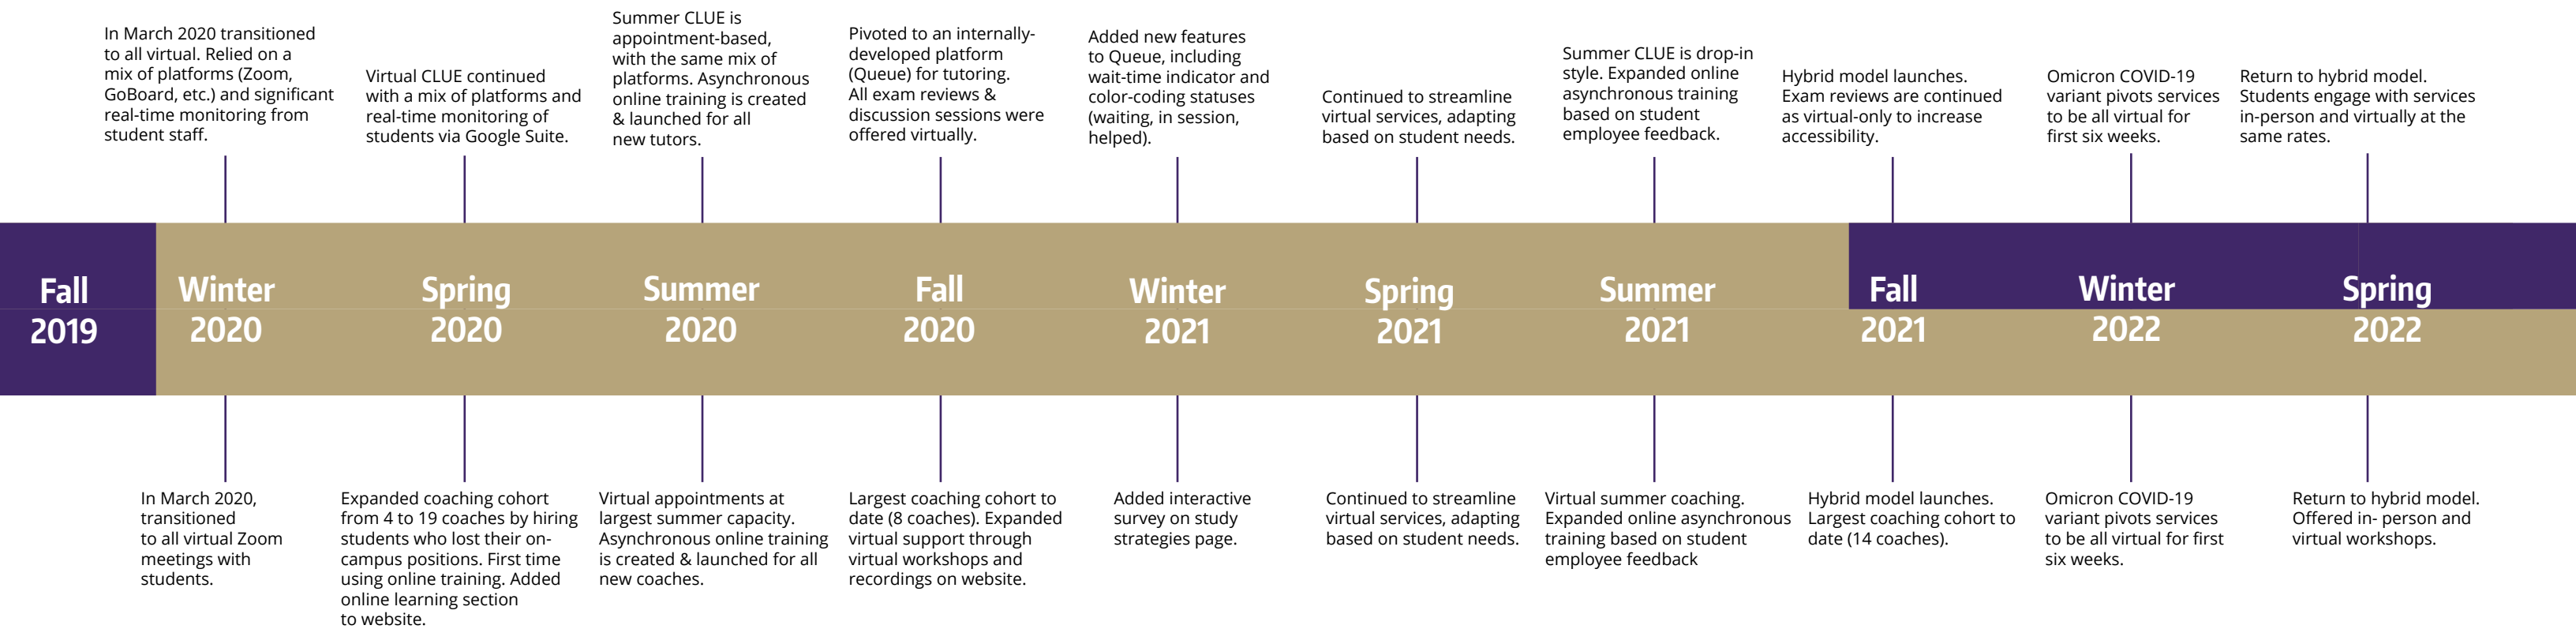 In March 2020 transitioned
to all virtual. Relied on a
mix of platforms (Zoom,
GoBoard, etc.) and significant
real-time monitoring from
student staff.
Virtual CLUE continued
with a mix of platforms and
real-time monitoring of
students via Google Suite.
Summer CLUE is
appointment-based,
with the same mix of
platforms. Asynchronous
online training is created
& launched for all
new tutors.
Pivoted to an internally-
developed platform
(Queue) for tutoring.
All exam reviews &
discussion sessions were
offered virtually.
Added new features
to Queue, including
wait-time indicator and
color-coding statuses
(waiting, in session,
helped).
Continued to streamline
virtual services, adapting
based on student needs.
Summer CLUE is drop-in
style. Expanded online
asynchronous training
based on student
employee feedback.
Hybrid model launches.
Exam reviews are continued
as virtual-only to increase
accessibility.
Omicron COVID-19
variant pivots services
to be all virtual for
first six weeks.
Return to hybrid model.
Students engage with services
in-person and virtually at the
same rates.
Fall
2019
Winter
2020
Spring
2020
Summer
2020
Fall
2020
Winter
2021
Spring
2021
Summer
2021
Fall
2021
Winter
2022
Spring
2022
In March 2020,
transitioned
to all virtual Zoom
meetings with
students.
Expanded coaching cohort
from 4 to 19 coaches by hiring
students who lost their on-
campus positions. First time
using online training. Added
online learning section
to website.
Virtual appointments at
largest summer capacity.
Asynchronous online training
is created & launched for all
new coaches.
Largest coaching cohort to
date (8 coaches). Expanded
virtual support through
virtual workshops and
recordings on website.
Added interactive
survey on study
strategies page.
Continued to streamline
virtual services, adapting
based on student needs.
Virtual summer coaching.
Expanded online asynchronous
training based on student
employee feedback
Hybrid model launches.
Largest coaching cohort to
date (14 coaches).
Omicron COVID-19
variant pivots services
to be all virtual for first
six weeks.
Return to hybrid model.
Offered in- person and
virtual workshops.